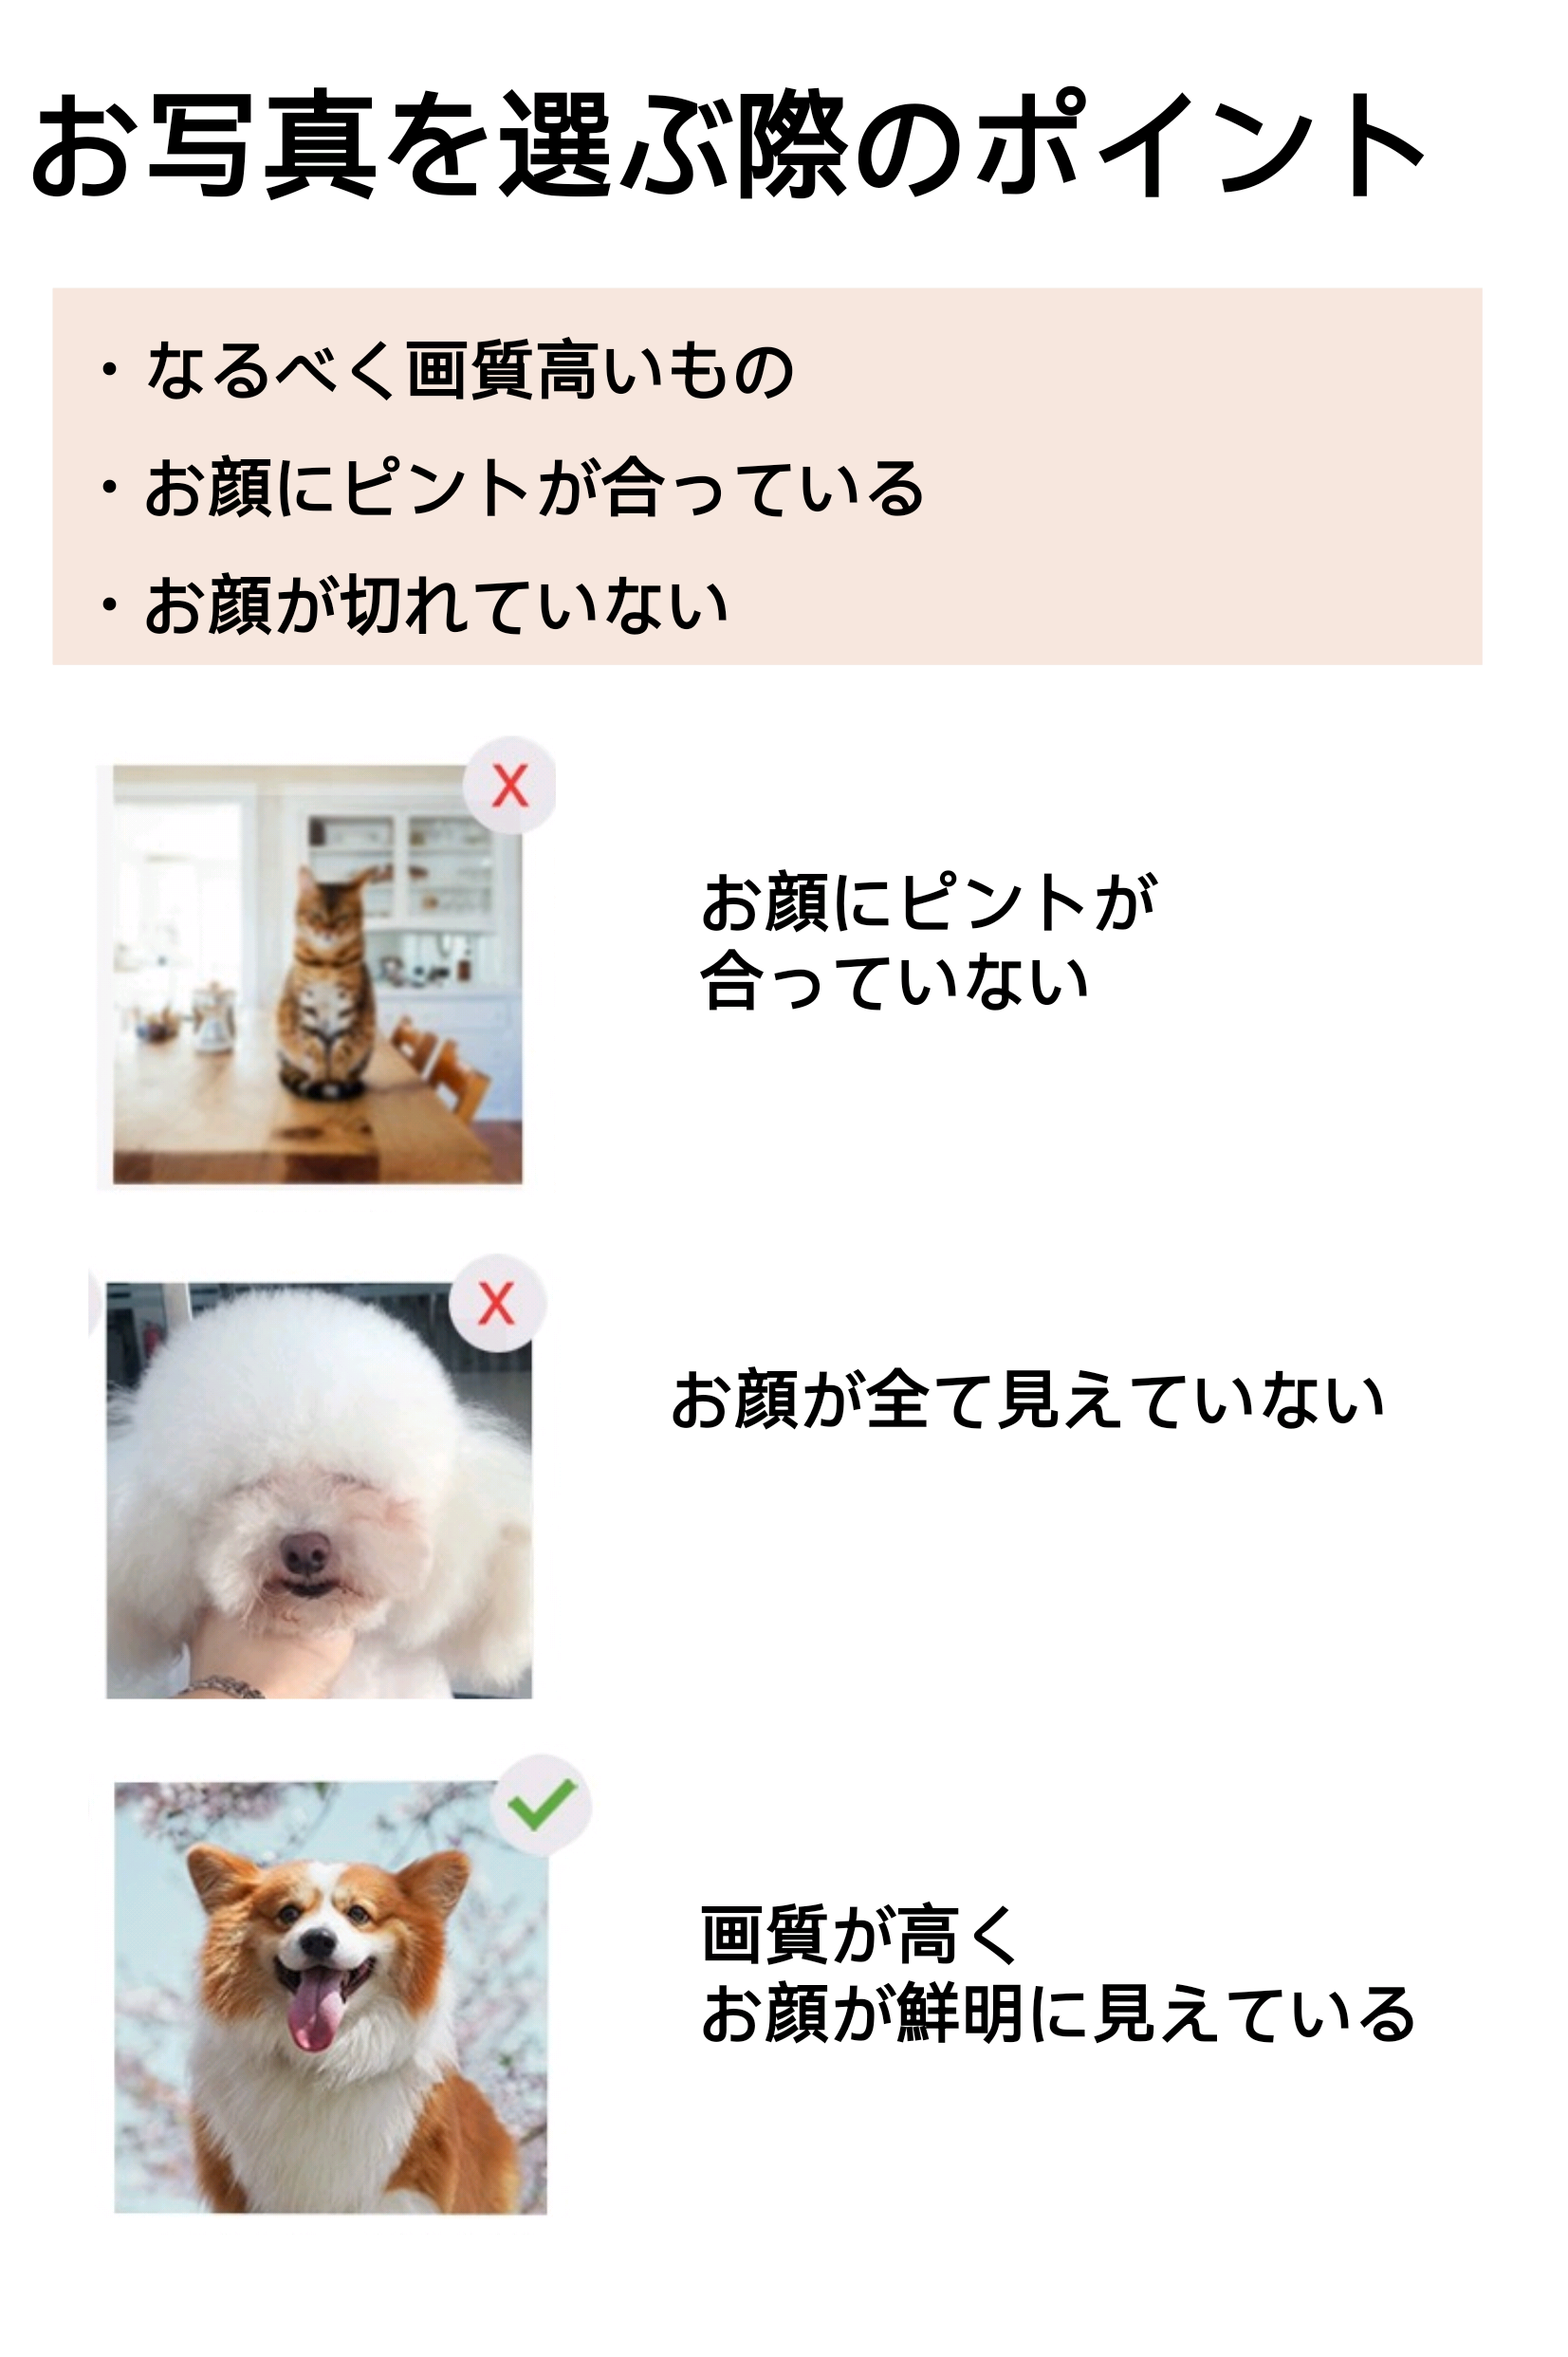 お写真を選ぶ際のポイント
・なるべく画質高いもの
・お顔にピントが合っている
・お顔が切れていない
X
お顔にピントが
合っていない
X
お顔が全て見えていない
画質が高く
お顔が鮮明に見えている